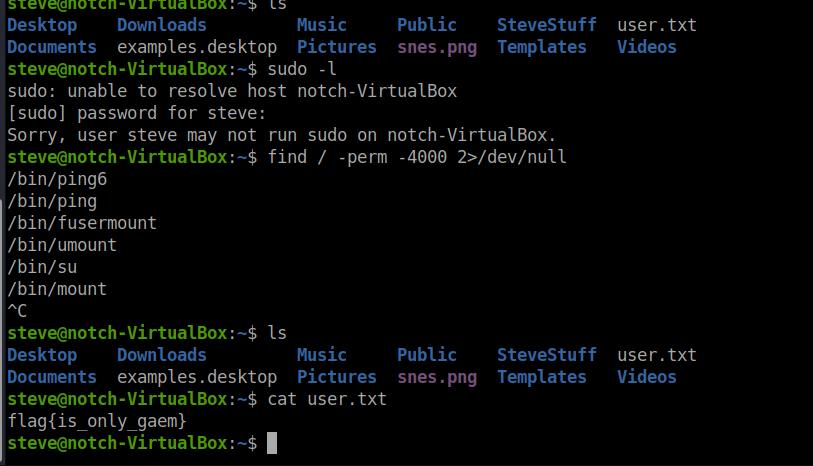 steve@notch-VirtualBox:~$ ls
Desktop    Downloads         Music     Public    SteveStuff  user.txt
Documents  examples.desktop  Pictures  snes.png  Templates   Videos
steve@notch-VirtualBox:~$ sudo -l
sudo: unable to resolve host notch-VirtualBox
[sudo] password for steve:
Sorry, user steve may not run sudo on notch-VirtualBox.
steve@notch-VirtualBox:~$ find / -perm -4000 2>/dev/null
/bin/ping6
/bin/ping
/bin/fusermount
/bin/umount
/bin/su
/bin/mount
^C
steve@notch-VirtualBox:~$ ls
Desktop    Downloads         Music     Public    SteveStuff  user.txt
Documents  examples.desktop  Pictures  snes.png  Templates   Videos
steve@notch-VirtualBox:~$ cat user.txt
flag{is_only_gaem}
steve@notch-VirtualBox:~$